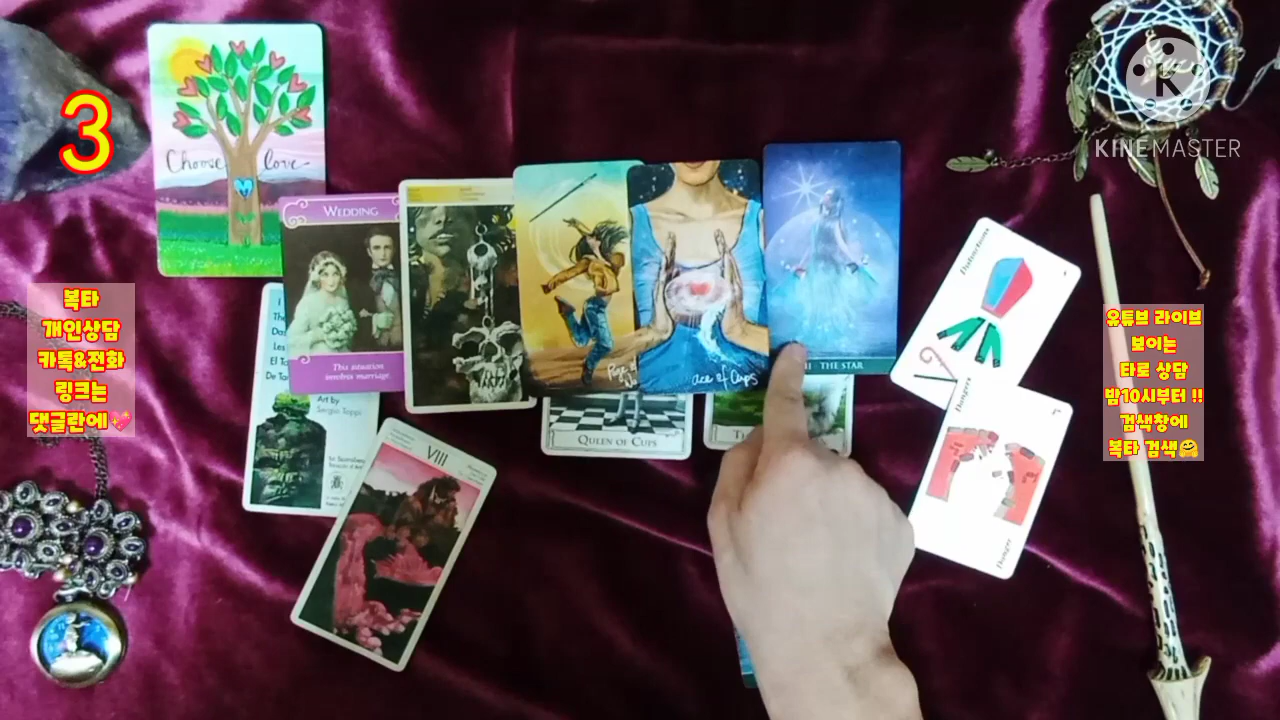 3
Choose love
WEDDING
This situation
involves marriage.
Art by
Sergio Toppi
VIII
Ace of Cups
THE STAR
QUEEN OF CUPS
Distractions
Dangers
Danger
KINEMASTER
복타
개인상담
카톡&전화
링크는
댓글란에💖
유튜브 라이브
보이는
타로 상담
밤10시부터 !!
검색창에
복타 검색🤗